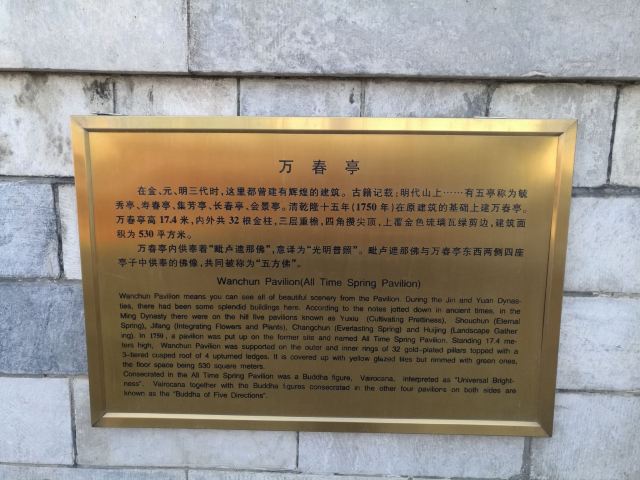 万春亭
在金、元、明三代时，这里都曾建有辉煌的建筑。古籍记载：明代山上……有五亭称为毓
秀亭、寿春亭、集芳亭、长春亭、会景亭。清乾隆十五年(1750年)在原建筑的基础上建万春亭。
万春亭高17.4米，内外共32根金柱，三层重檐，四角攒尖顶，上覆金色琉璃瓦绿剪边，建筑面
积为530平方米。
万春亭内供奉着“毗卢遮那佛”，意译为“光明普照”。毗卢遮那佛与万春亭东西两侧四座
亭子中供奉的佛像，共同被称为“五方佛”。
Wanchun Pavilion(All Time Spring Pavilion)
Wanchun Pavilion means you can see all of beautiful scenery from the Pavilion. During the Jin and Yuan Dynas-
ties, there had been some splendid buildings here. According to the notes jotted down in ancient times, in the
Ming Dynasty there were on the hill five pavilions known as Yuxiu (Cultivating Prettiness), Shouchun (Eternal
Spring), Jifang (Integrating Flowers and Plants), Changchun (Everlasting Spring) and Huijing (Landscape Gather
ing). In 1750, a pavilion was put up on the former site and named All Time Spring Pavilion. Standing 17.4 me-
ters high, Wanchun Pavilion was supported on the outer and inner rings of 32 gold-plated pillars topped with a
3-tiered cusped roof of 4 upturned ledges. It is covered up with yellow glazed tiles but rimmed with green ones,
the floor space being 530 square meters.
Consecrated in the All Time Spring Pavilion was a Buddha figure, Vairocana, interpreted as "Universal Bright-
ness". Vairocana together with the Buddha figures consecrated in the other four pavilions on both sides are
known as the "Buddha of Five Directions".